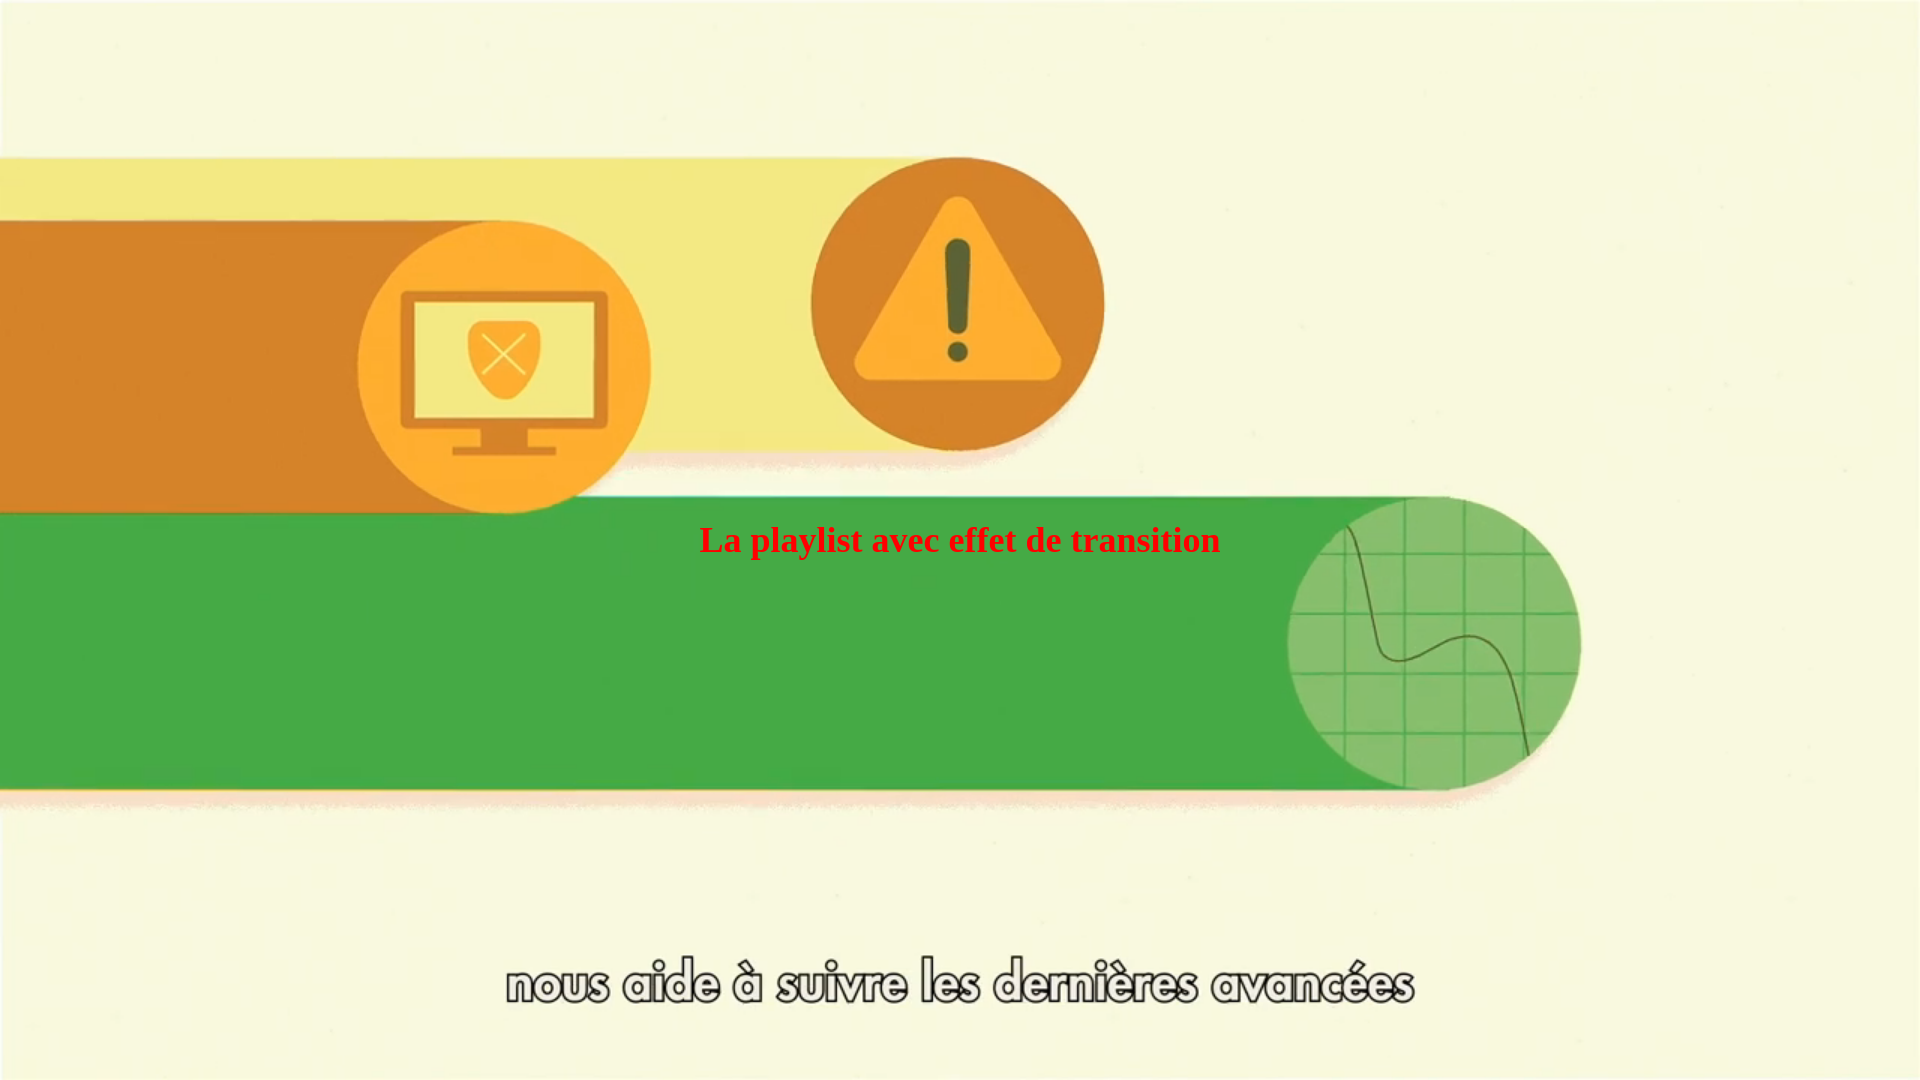 La playlist avec effet de transition
nous aide à suivre les dernières avancées